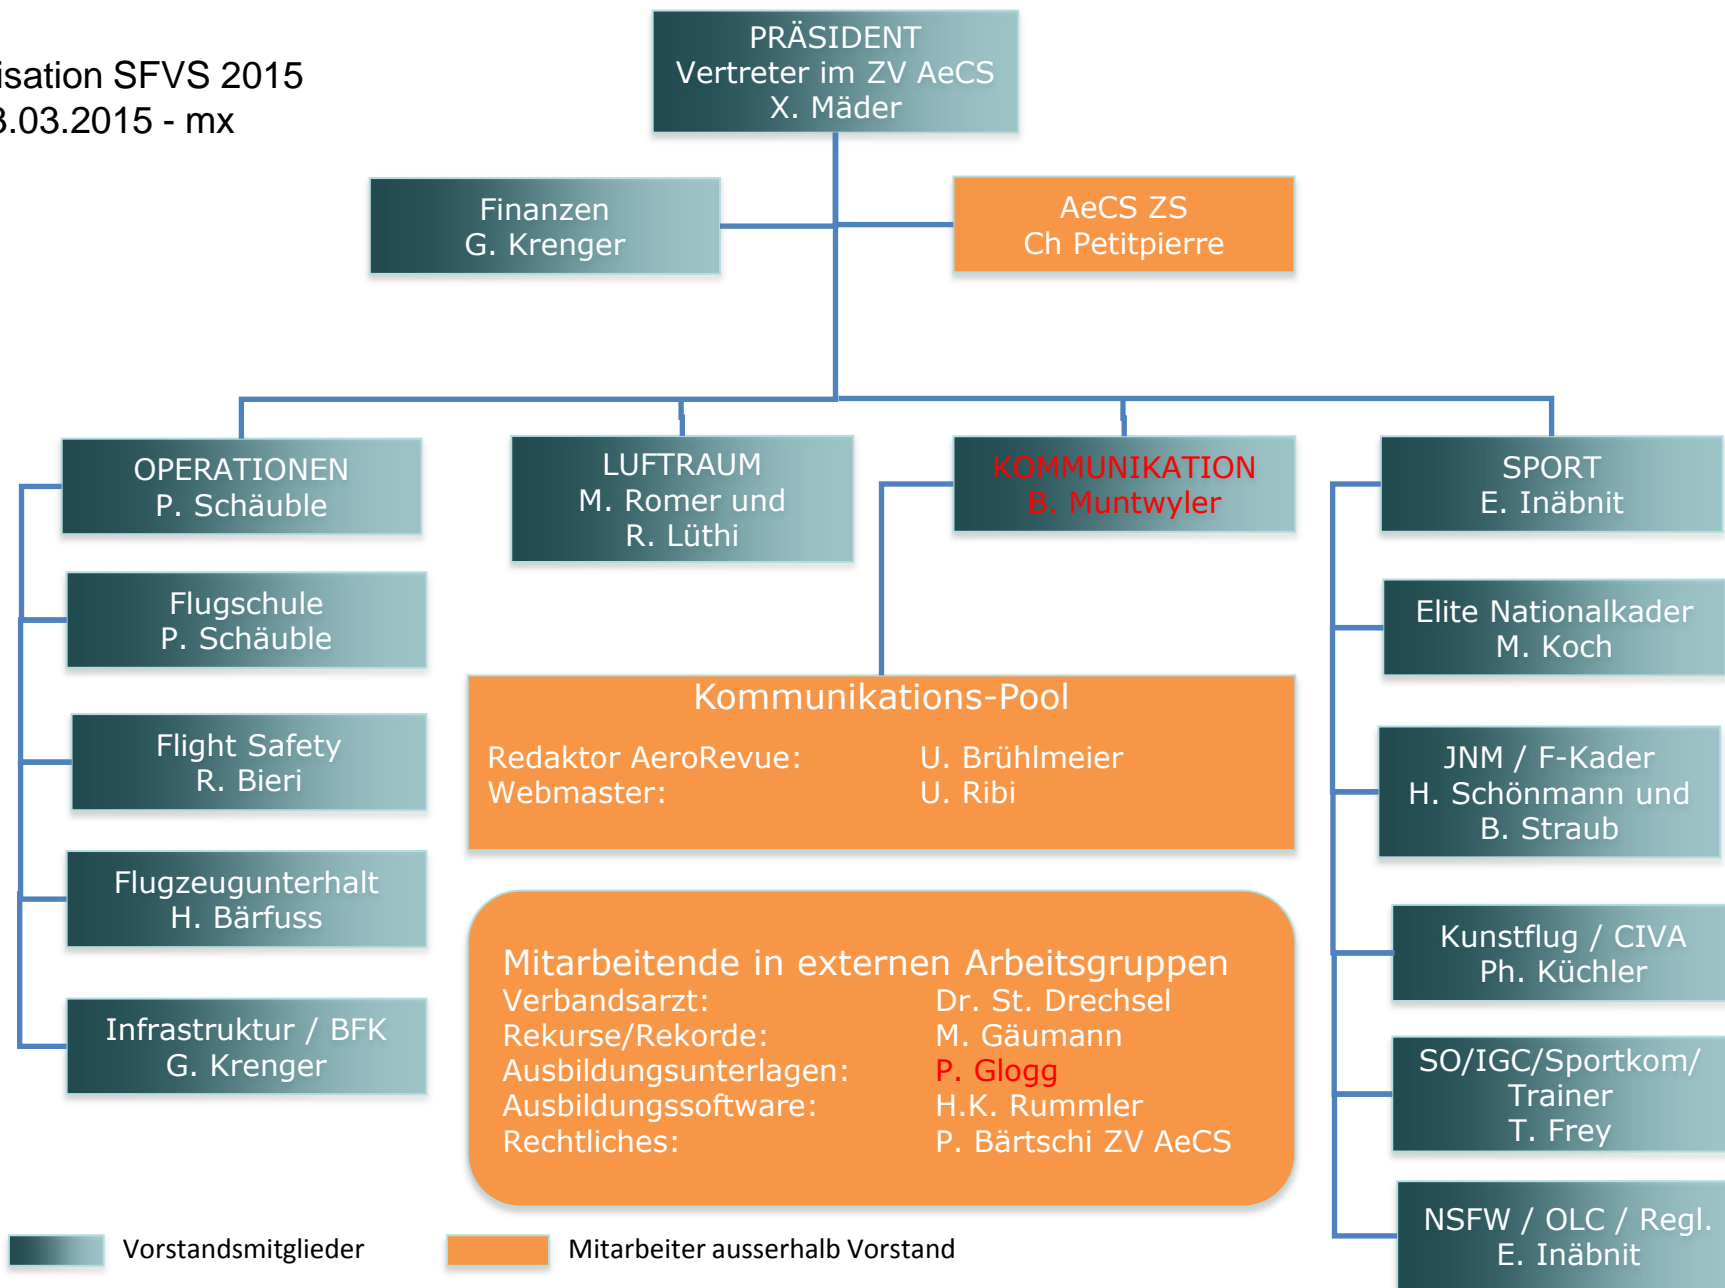 isation SFVS 2015
3.03.2015 - mx
PRÄSIDENT
Vertreter im ZV AeCS
X. Mäder
Finanzen
G. Krenger
AeCS ZS
Ch Petitpierre
OPERATIONEN
P. Schäuble
LUFTRAUM
M. Romer und
R. Lüthi
KOMMUNIKATION
B. Muntwyler
SPORT
E. Inäbnit
Flugschule
P. Schäuble
Flight Safety
R. Bieri
Flugzeugunterhalt
H. Bärfuss
Infrastruktur / BFK
G. Krenger
Kommunikations-Pool
Redaktor AeroRevue: U. Brühlmeier
Webmaster: U. Ribi
Mitarbeitende in externen Arbeitsgruppen
Verbandsarzt: Dr. St. Drechsel
Rekurse/Rekorde: M. Gäumann
Ausbildungsunterlagen: P. Glogg
Ausbildungssoftware: H.K. Rummler
Rechtliches: P. Bärtschi ZV AeCS
Elite Nationalkader
M. Koch
JNM / F-Kader
H. Schönmann und
B. Straub
Kunstflug / CIVA
Ph. Küchler
SO/IGC/Sportkom/
Trainer
T. Frey
NSFW / OLC / Regl.
E. Inäbnit
Vorstandsmitglieder
Mitarbeiter ausserhalb Vorstand